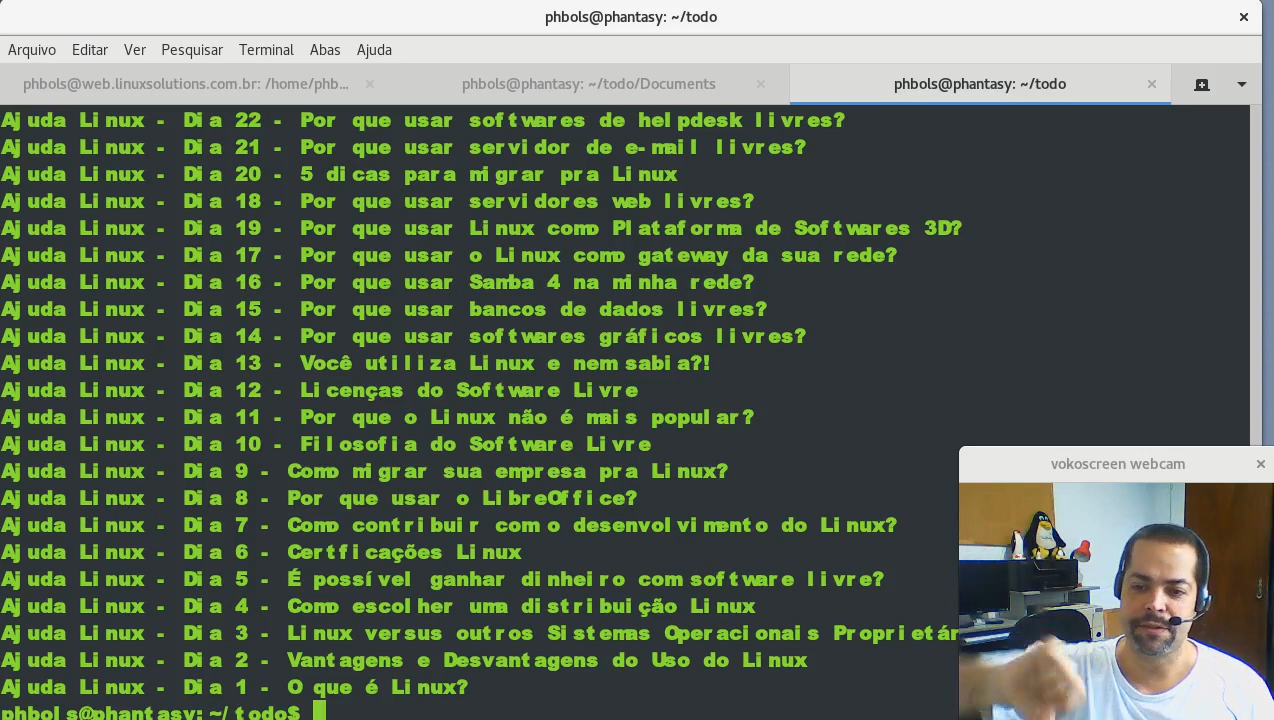 phbols@phantasy: ~/todo
Arquivo Editar Ver Pesquisar Terminal Abas Ajuda
phbols@web.linuxsolutions.com.br: /home/phb... phbols@phantasy: ~/todo/Documents phbols@phantasy: ~/todo
Ajuda Linux - Dia 22 - Por que usar softwares de helpdesk livres?
Ajuda Linux - Dia 21 - Por que usar servidor de e-mail livres?
Ajuda Linux - Dia 20 - 5 dicas para migrar pra Linux
Ajuda Linux - Dia 18 - Por que usar servidores web livres?
Ajuda Linux - Dia 19 - Por que usar Linux como Plataforma de Softwares 3D?
Ajuda Linux - Dia 17 - Por que usar o Linux como gateway da sua rede?
Ajuda Linux - Dia 16 - Por que usar Samba 4 na minha rede?
Ajuda Linux - Dia 15 - Por que usar bancos de dados livres?
Ajuda Linux - Dia 14 - Por que usar softwares gráficos livres?
Ajuda Linux - Dia 13 - Você utiliza Linux e nem sabia?!
Ajuda Linux - Dia 12 - Licenças do Software Livre
Ajuda Linux - Dia 11 - Por que o Linux não é mais popular?
Ajuda Linux - Dia 10 - Filosofia do Software Livre
Ajuda Linux - Dia 9 - Como migrar sua empresa pra Linux?
Ajuda Linux - Dia 8 - Por que usar o LibreOffice?
Ajuda Linux - Dia 7 - Como contribuir com o desenvolvimento do Linux?
Ajuda Linux - Dia 6 - Certficações Linux
Ajuda Linux - Dia 5 - É possível ganhar dinheiro com software livre?
Ajuda Linux - Dia 4 - Como escolher uma distribuição Linux
Ajuda Linux - Dia 3 - Linux versus outros Sistemas Operacionais Proprietár
Ajuda Linux - Dia 2 - Vantagens e Desvantagens do Uso do Linux
Ajuda Linux - Dia 1 - O que é Linux?
phbols@phantasy:~/todo$
vokoscreen webcam